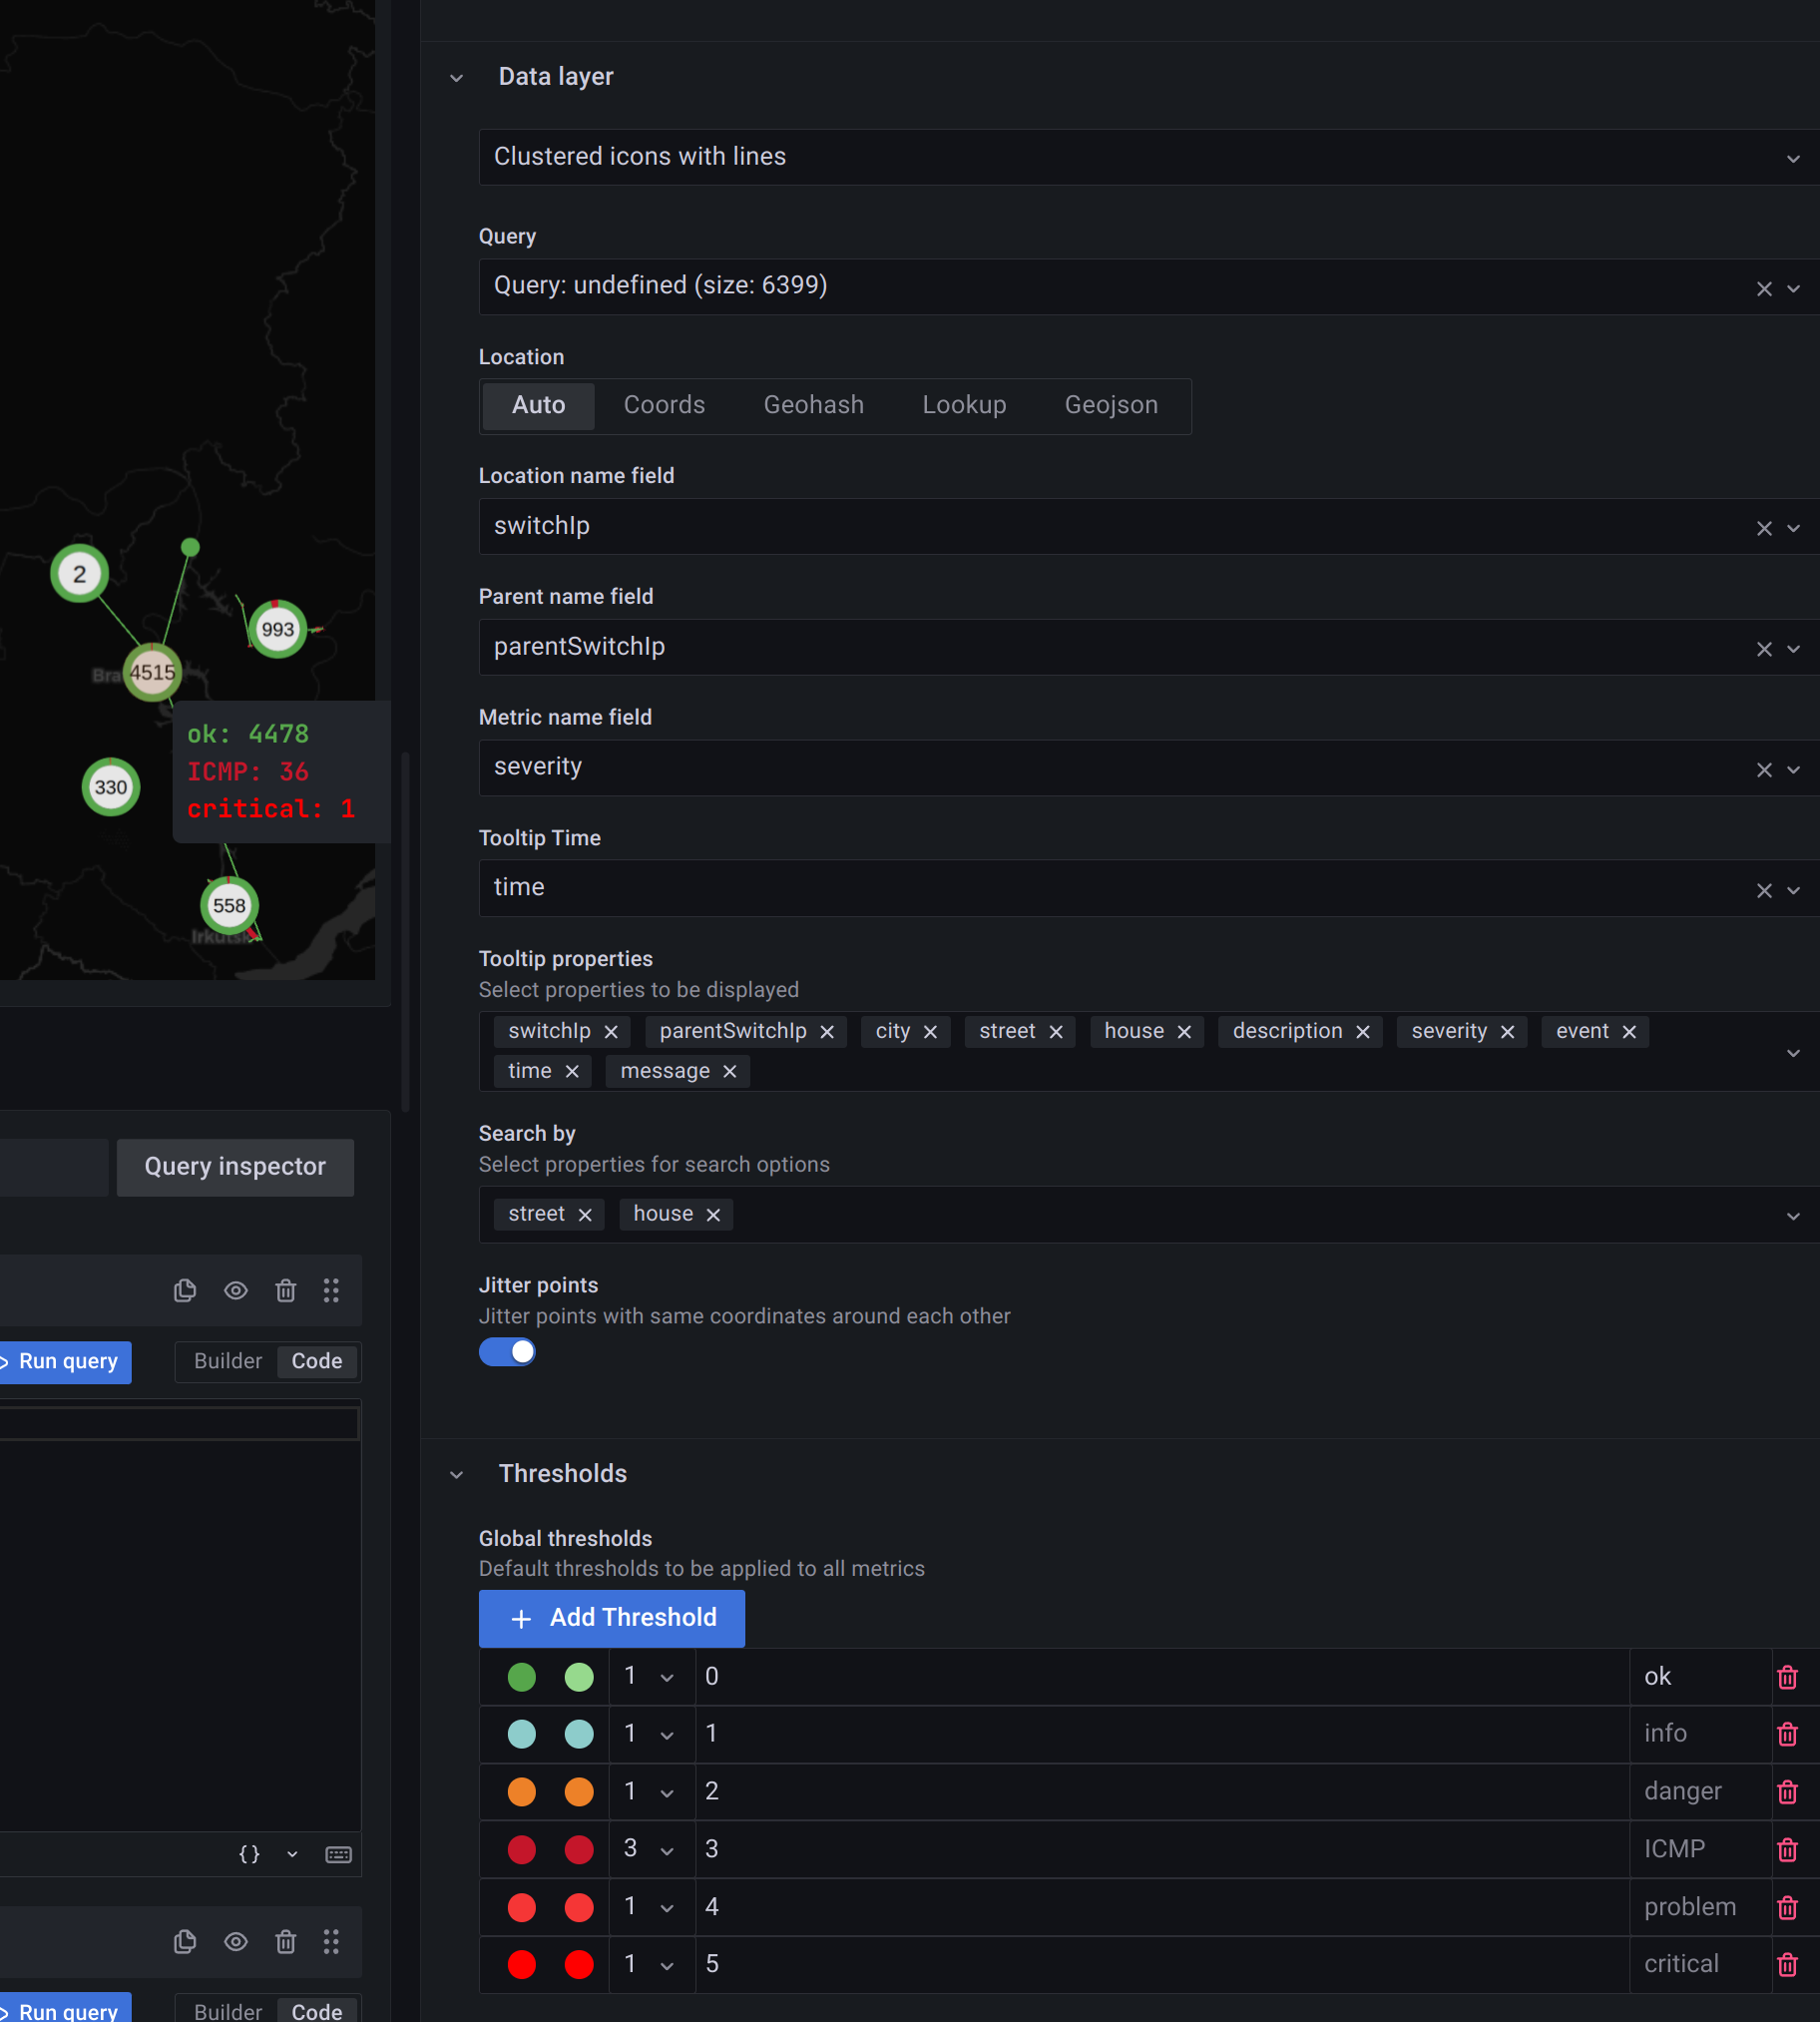 2
993
Bra
4515
ok: 4478
ICMP: 36
critical: 1
330
558
Irkutsk
Query inspector
Run query
Builder
Code
{}
Run query
Builder
Code
Data layer
Clustered icons with lines
Query
Query: undefined (size: 6399)
Location
Auto Coords Geohash Lookup Geojson
Location name field
switchIp
Parent name field
parentSwitchIp
Metric name field
severity
Tooltip Time
time
Tooltip properties
Select properties to be displayed
switchIp parentSwitchIp city street house description severity event
time message
Search by
Select properties for search options
street house
Jitter points
Jitter points with same coordinates around each other
Thresholds
Global thresholds
Default thresholds to be applied to all metrics
+ Add Threshold
1 0 ok
1 1 info
1 2 danger
3 3 ICMP
1 4 problem
1 5 critical